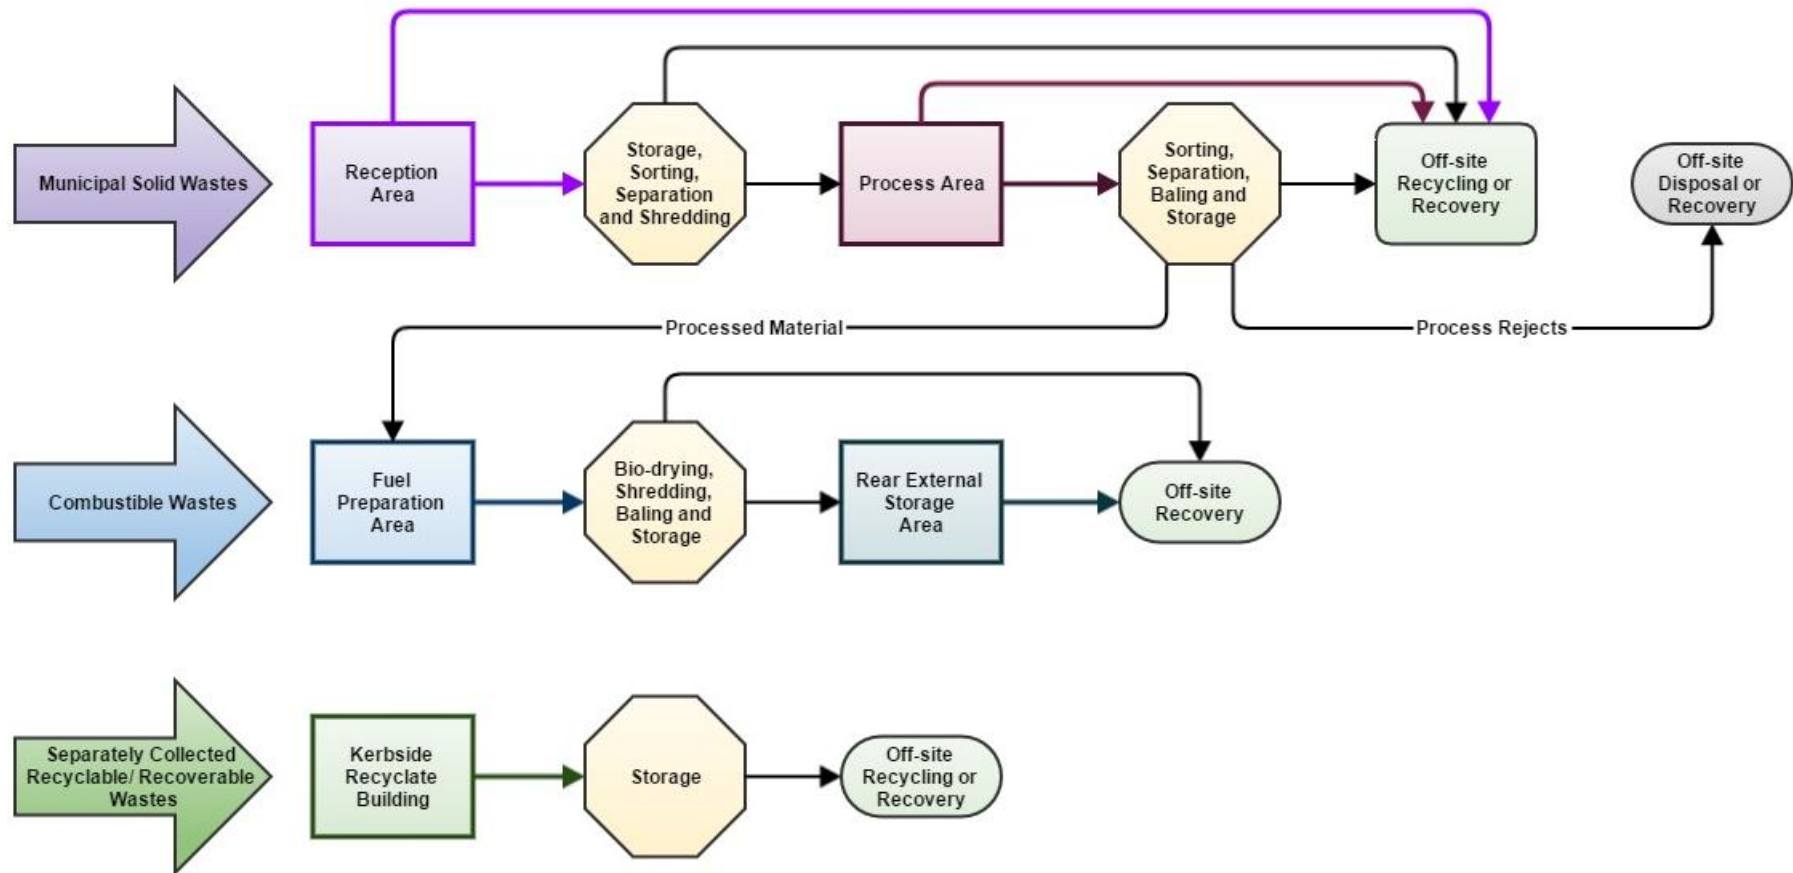 Municipal Solid Wastes
Reception
Area
Storage,
Sorting,
Separation
and Shredding
Process Area
Sorting,
Separation,
Baling and
Storage
Off-site
Recycling or
Recovery
Off-site
Disposal or
Recovery
Processed Material
Process Rejects
Combustible Wastes
Fuel
Preparation
Area
Bio-drying,
Shredding,
Baling and
Storage
Rear External
Storage
Area
Off-site
Recovery
Separately Collected
Recyclable/ Recoverable
Wastes
Kerbside
Recyclate
Building
Storage
Off-site
Recycling or
Recovery